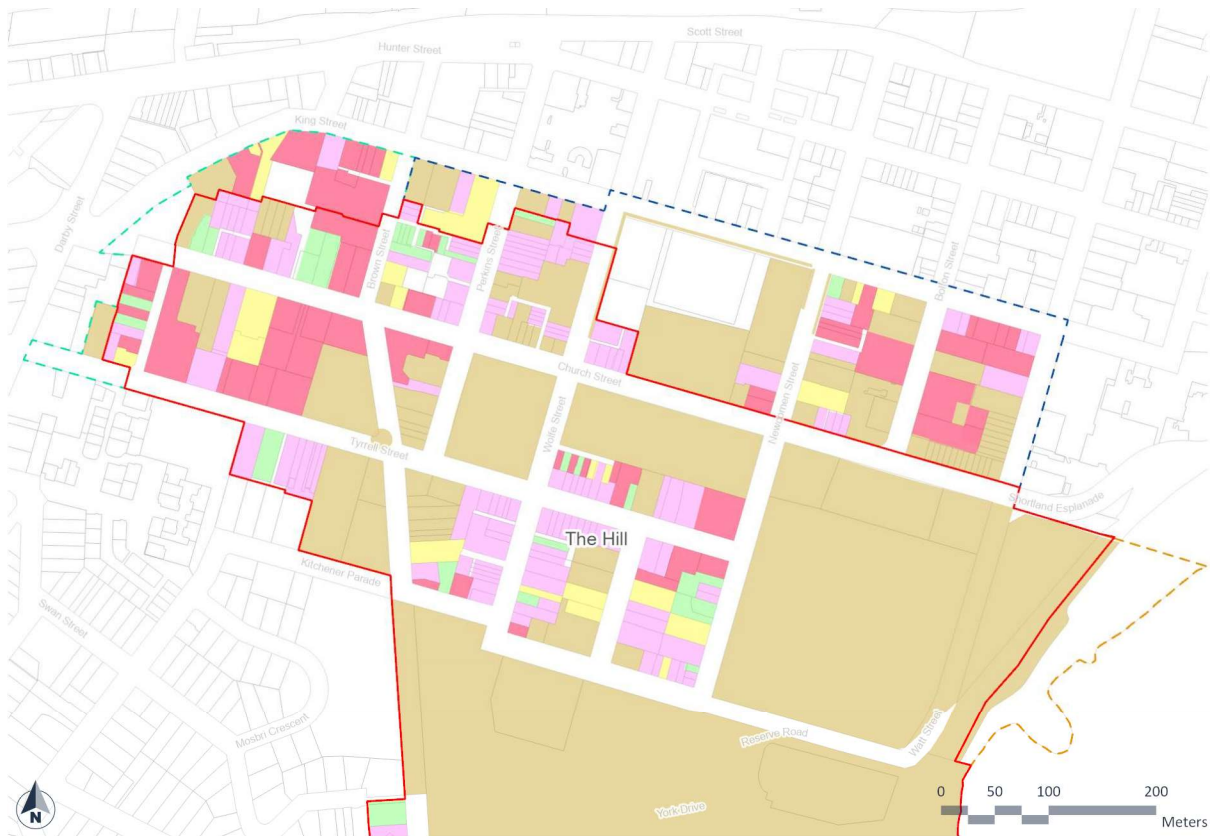 Scott Street
Hunter Street
King Street
Darby Street
Brown Street
Perkins Street
Bolton Street
Church Street
Wolfe Street
Newcomen Street
Tyrrell Street
Shortland Esplanade
The Hill
Kitchener Parade
Swan Street
Mosbri Crescent
Reserve Road
Watt Street
York Drive
N
0 50 100 200
Meters